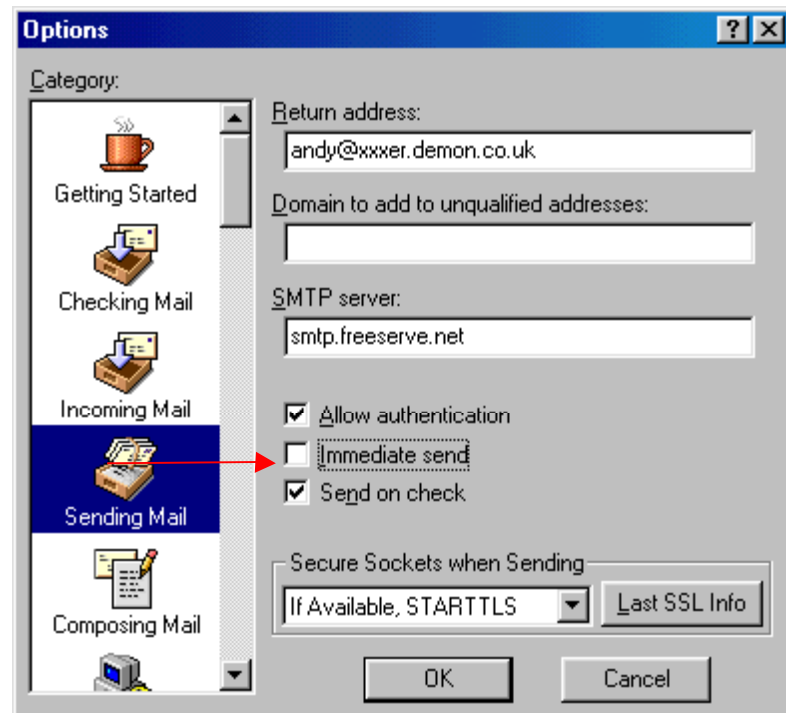 Options
Category:
Getting Started
Checking Mail
Incoming Mail
Sending Mail
Composing Mail
Return address:
andy@xxxer.demon.co.uk
Domain to add to unqualified addresses:
SMTP server:
smtp.freeserve.net
Allow authentication
Immediate send
Send on check
Secure Sockets when Sending
If Available, STARTTLS
Last SSL Info
OK
Cancel